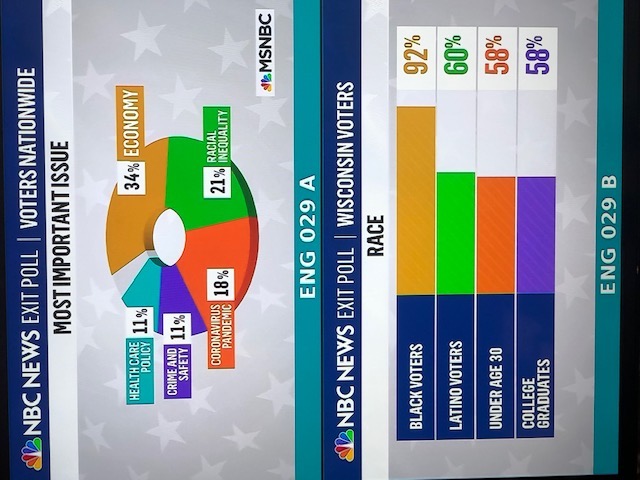 NBC NEWS EXIT POLL | VOTERS NATIONWIDE
MOST IMPORTANT ISSUE
34% ECONOMY
21% RACIAL
INEQUALITY
CORONAVIRUS
PANDEMIC 18%
CRIME AND
SAFETY 11%
HEALTH CARE
POLICY 11%
MSNBC
ENG 029 A
NBC NEWS EXIT POLL | WISCONSIN VOTERS
RACE
BLACK VOTERS 92%
LATINO VOTERS 60%
UNDER AGE 30 58%
COLLEGE
GRADUATES 58%
ENG 029 B